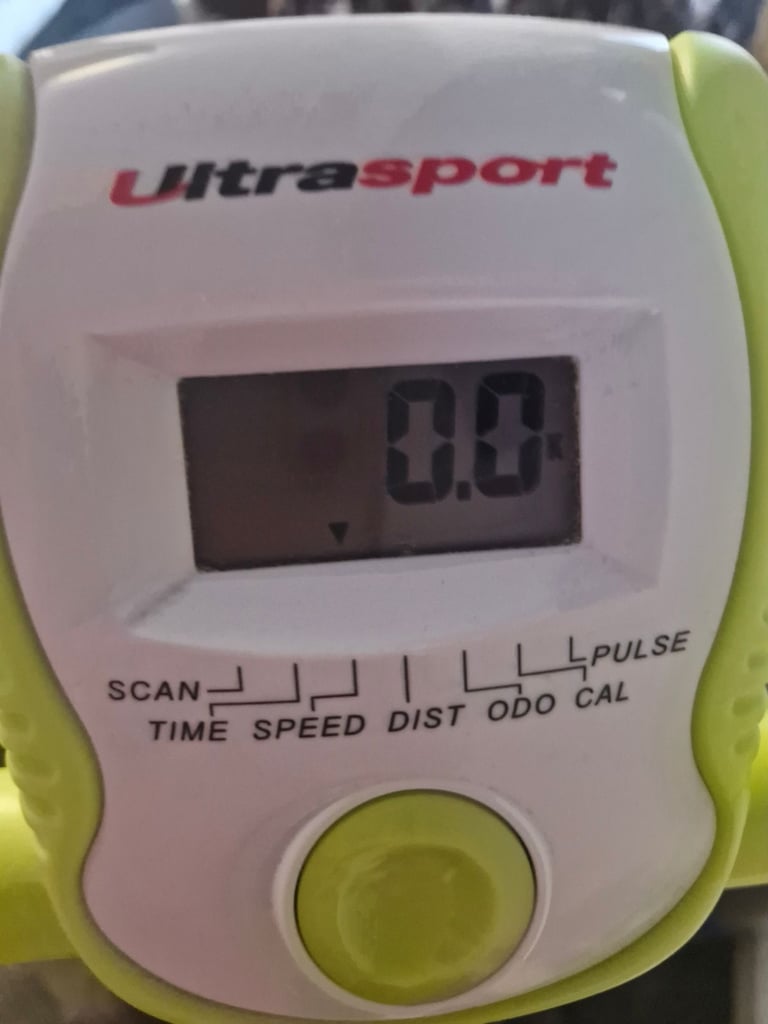 Ultrasport
0.0 K
SCAN PULSE
TIME SPEED DIST ODO CAL